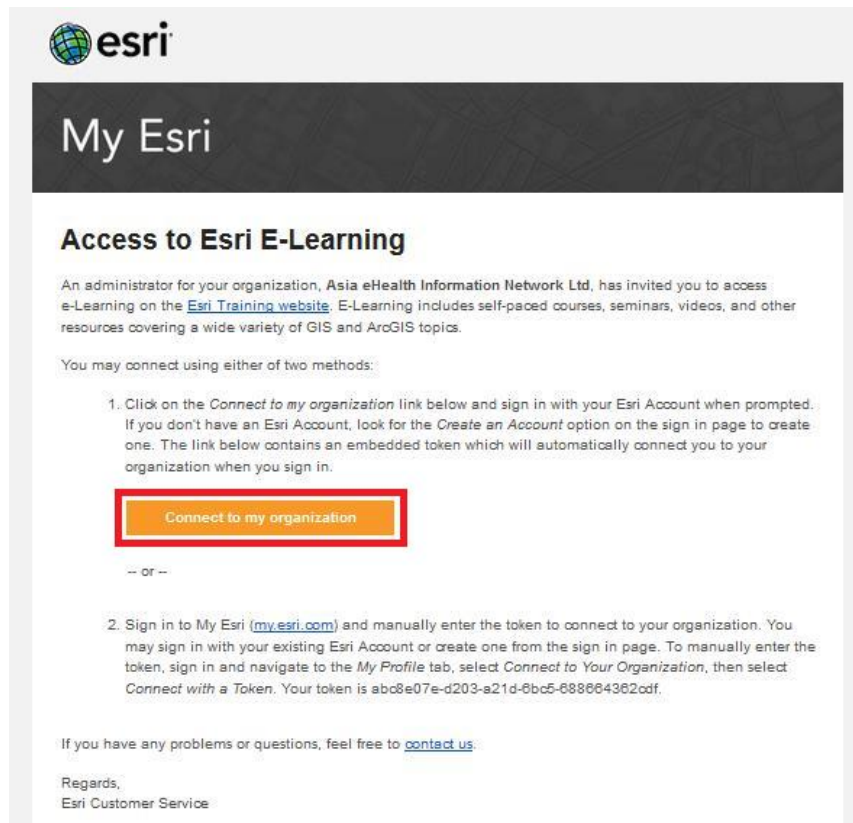 esri
My Esri
Access to Esri E-Learning
An administrator for your organization, Asia eHealth Information Network Ltd, has invited you to access
e-Learning on the Esri Training website. E-Learning includes self-paced courses, seminars, videos, and other
resources covering a wide variety of GIS and ArcGIS topics.
You may connect using either of two methods:
1. Click on the Connect to my organization link below and sign in with your Esri Account when prompted.
If you don't have an Esri Account, look for the Create an Account option on the sign in page to create
one. The link below contains an embedded token which will automatically connect you to your
organization when you sign in.
Connect to my organization
-- or --
2. Sign in to My Esri (my.esri.com) and manually enter the token to connect to your organization. You
may sign in with your existing Esri Account or create one from the sign in page. To manually enter the
token, sign in and navigate to the My Profile tab, select Connect to Your Organization, then select
Connect with a Token. Your token is abc8e07e-d203-a21d-6bc5-688664362cdf.
If you have any problems or questions, feel free to contact us.
Regards,
Esri Customer Service